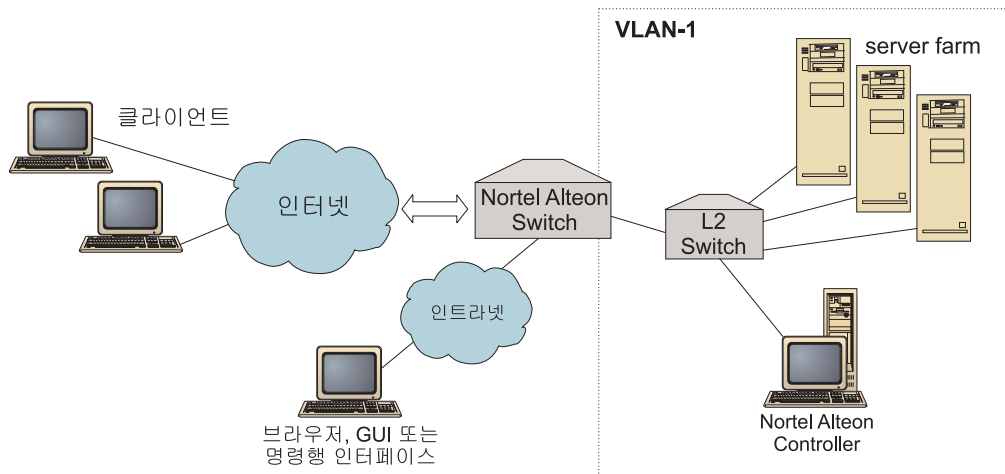 VLAN-1
server farm
클라이언트
인터넷
Nortel Alteon
Switch
L2
Switch
인트라넷
브라우저, GUI 또는
명령행 인터페이스
Nortel Alteon
Controller